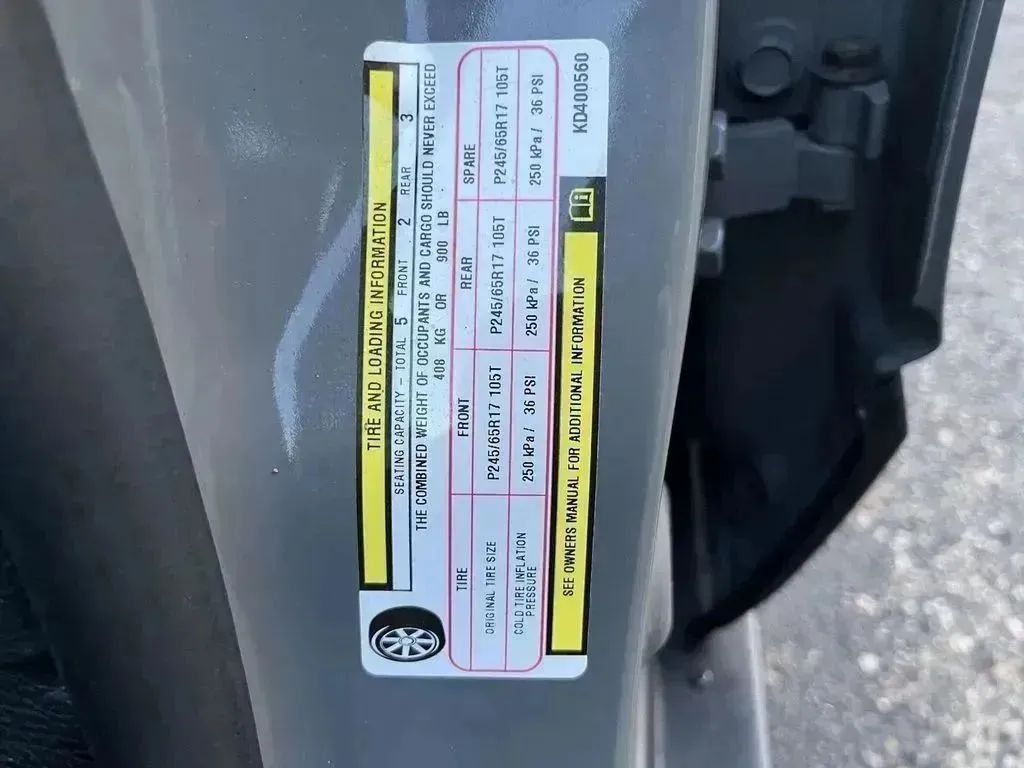 TIRE AND LOADING INFORMATION
SEATING CAPACITY – TOTAL 5 FRONT 2 REAR 3
THE COMBINED WEIGHT OF OCCUPANTS AND CARGO SHOULD NEVER EXCEED
408 KG OR 900 LB
TIRE FRONT REAR SPARE
ORIGINAL TIRE SIZE P245/65R17 105T P245/65R17 105T P245/65R17 105T
COLD TIRE INFLATION
PRESSURE 250 kPa / 36 PSI 250 kPa / 36 PSI 250 kPa / 36 PSI
SEE OWNERS MANUAL FOR ADDITIONAL INFORMATION
KD400560